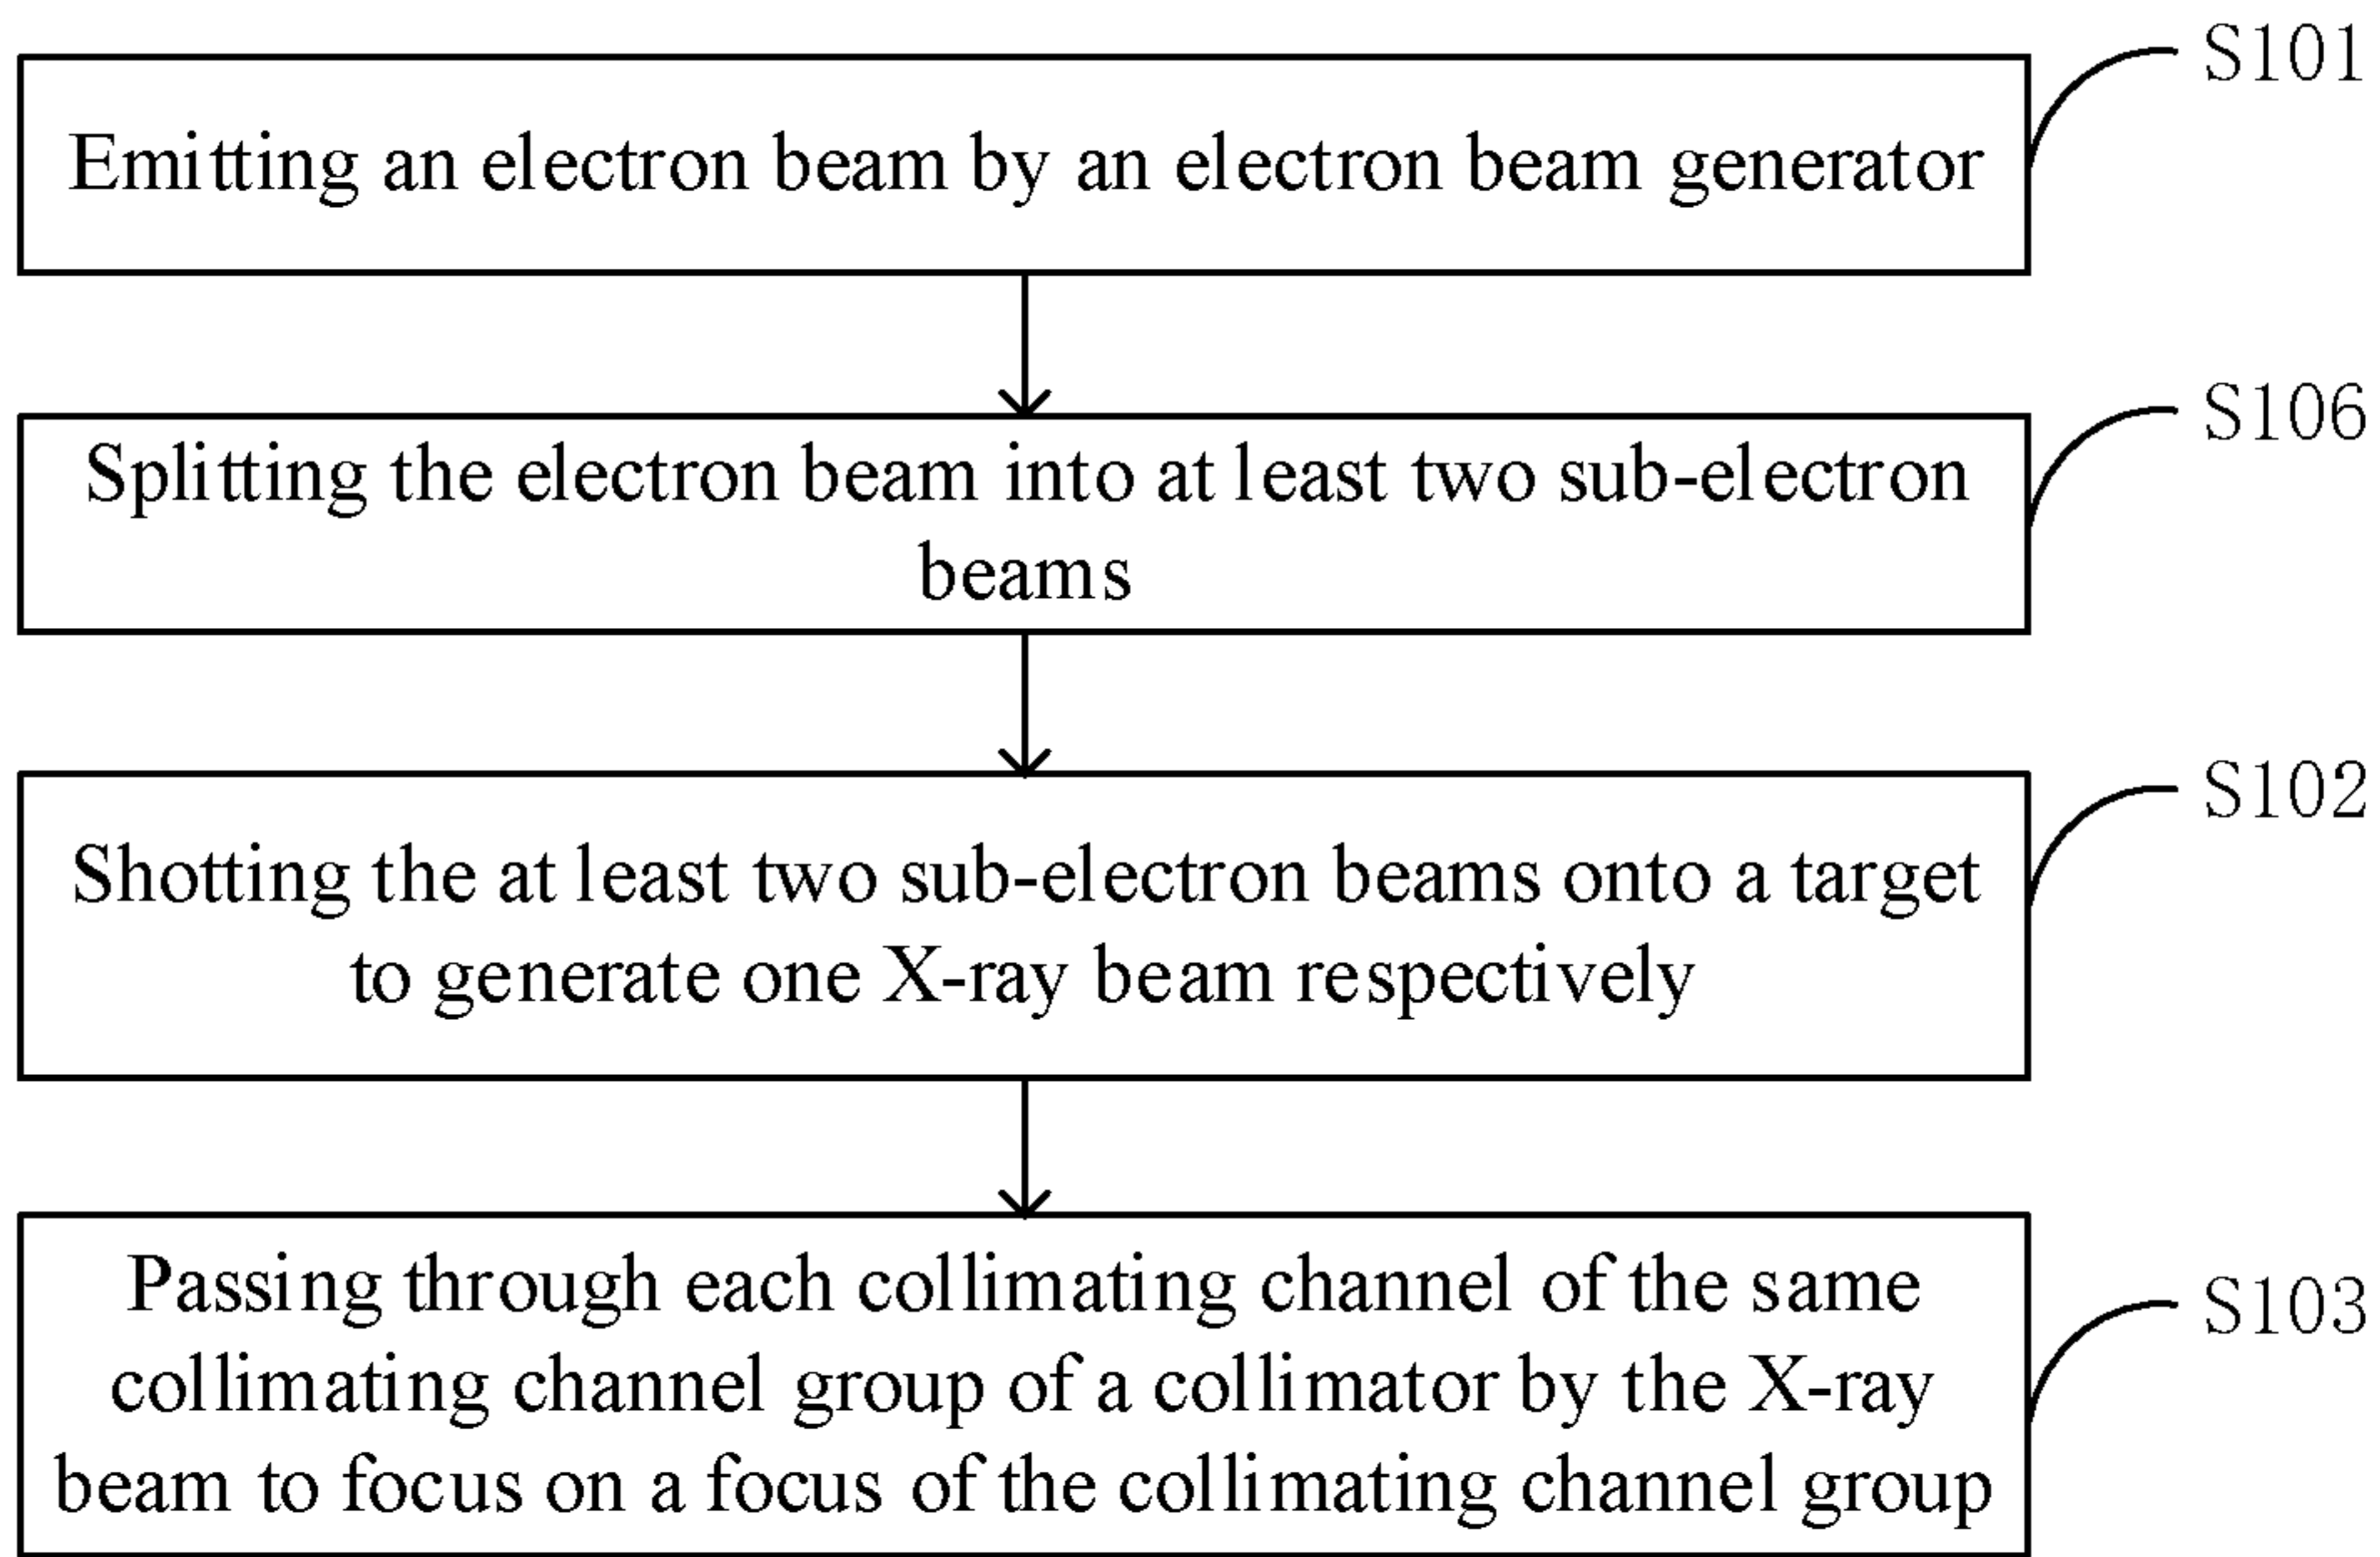 S101
Emitting an electron beam by an electron beam generator
S106
Splitting the electron beam into at least two sub-electron
beams
S102
Shotting the at least two sub-electron beams onto a target
to generate one X-ray beam respectively
Passing through each collimating channel of the same
S103
collimating channel group of a collimator by the X-ray
beam to focus on a focus of the collimating channel group